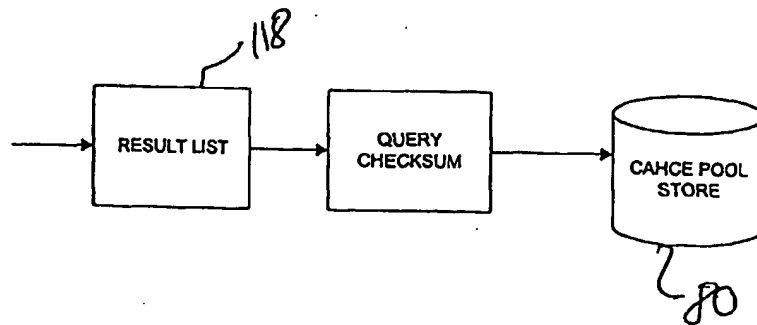 118
RESULT LIST
QUERY
CHECKSUM
CAHCE POOL
STORE
80